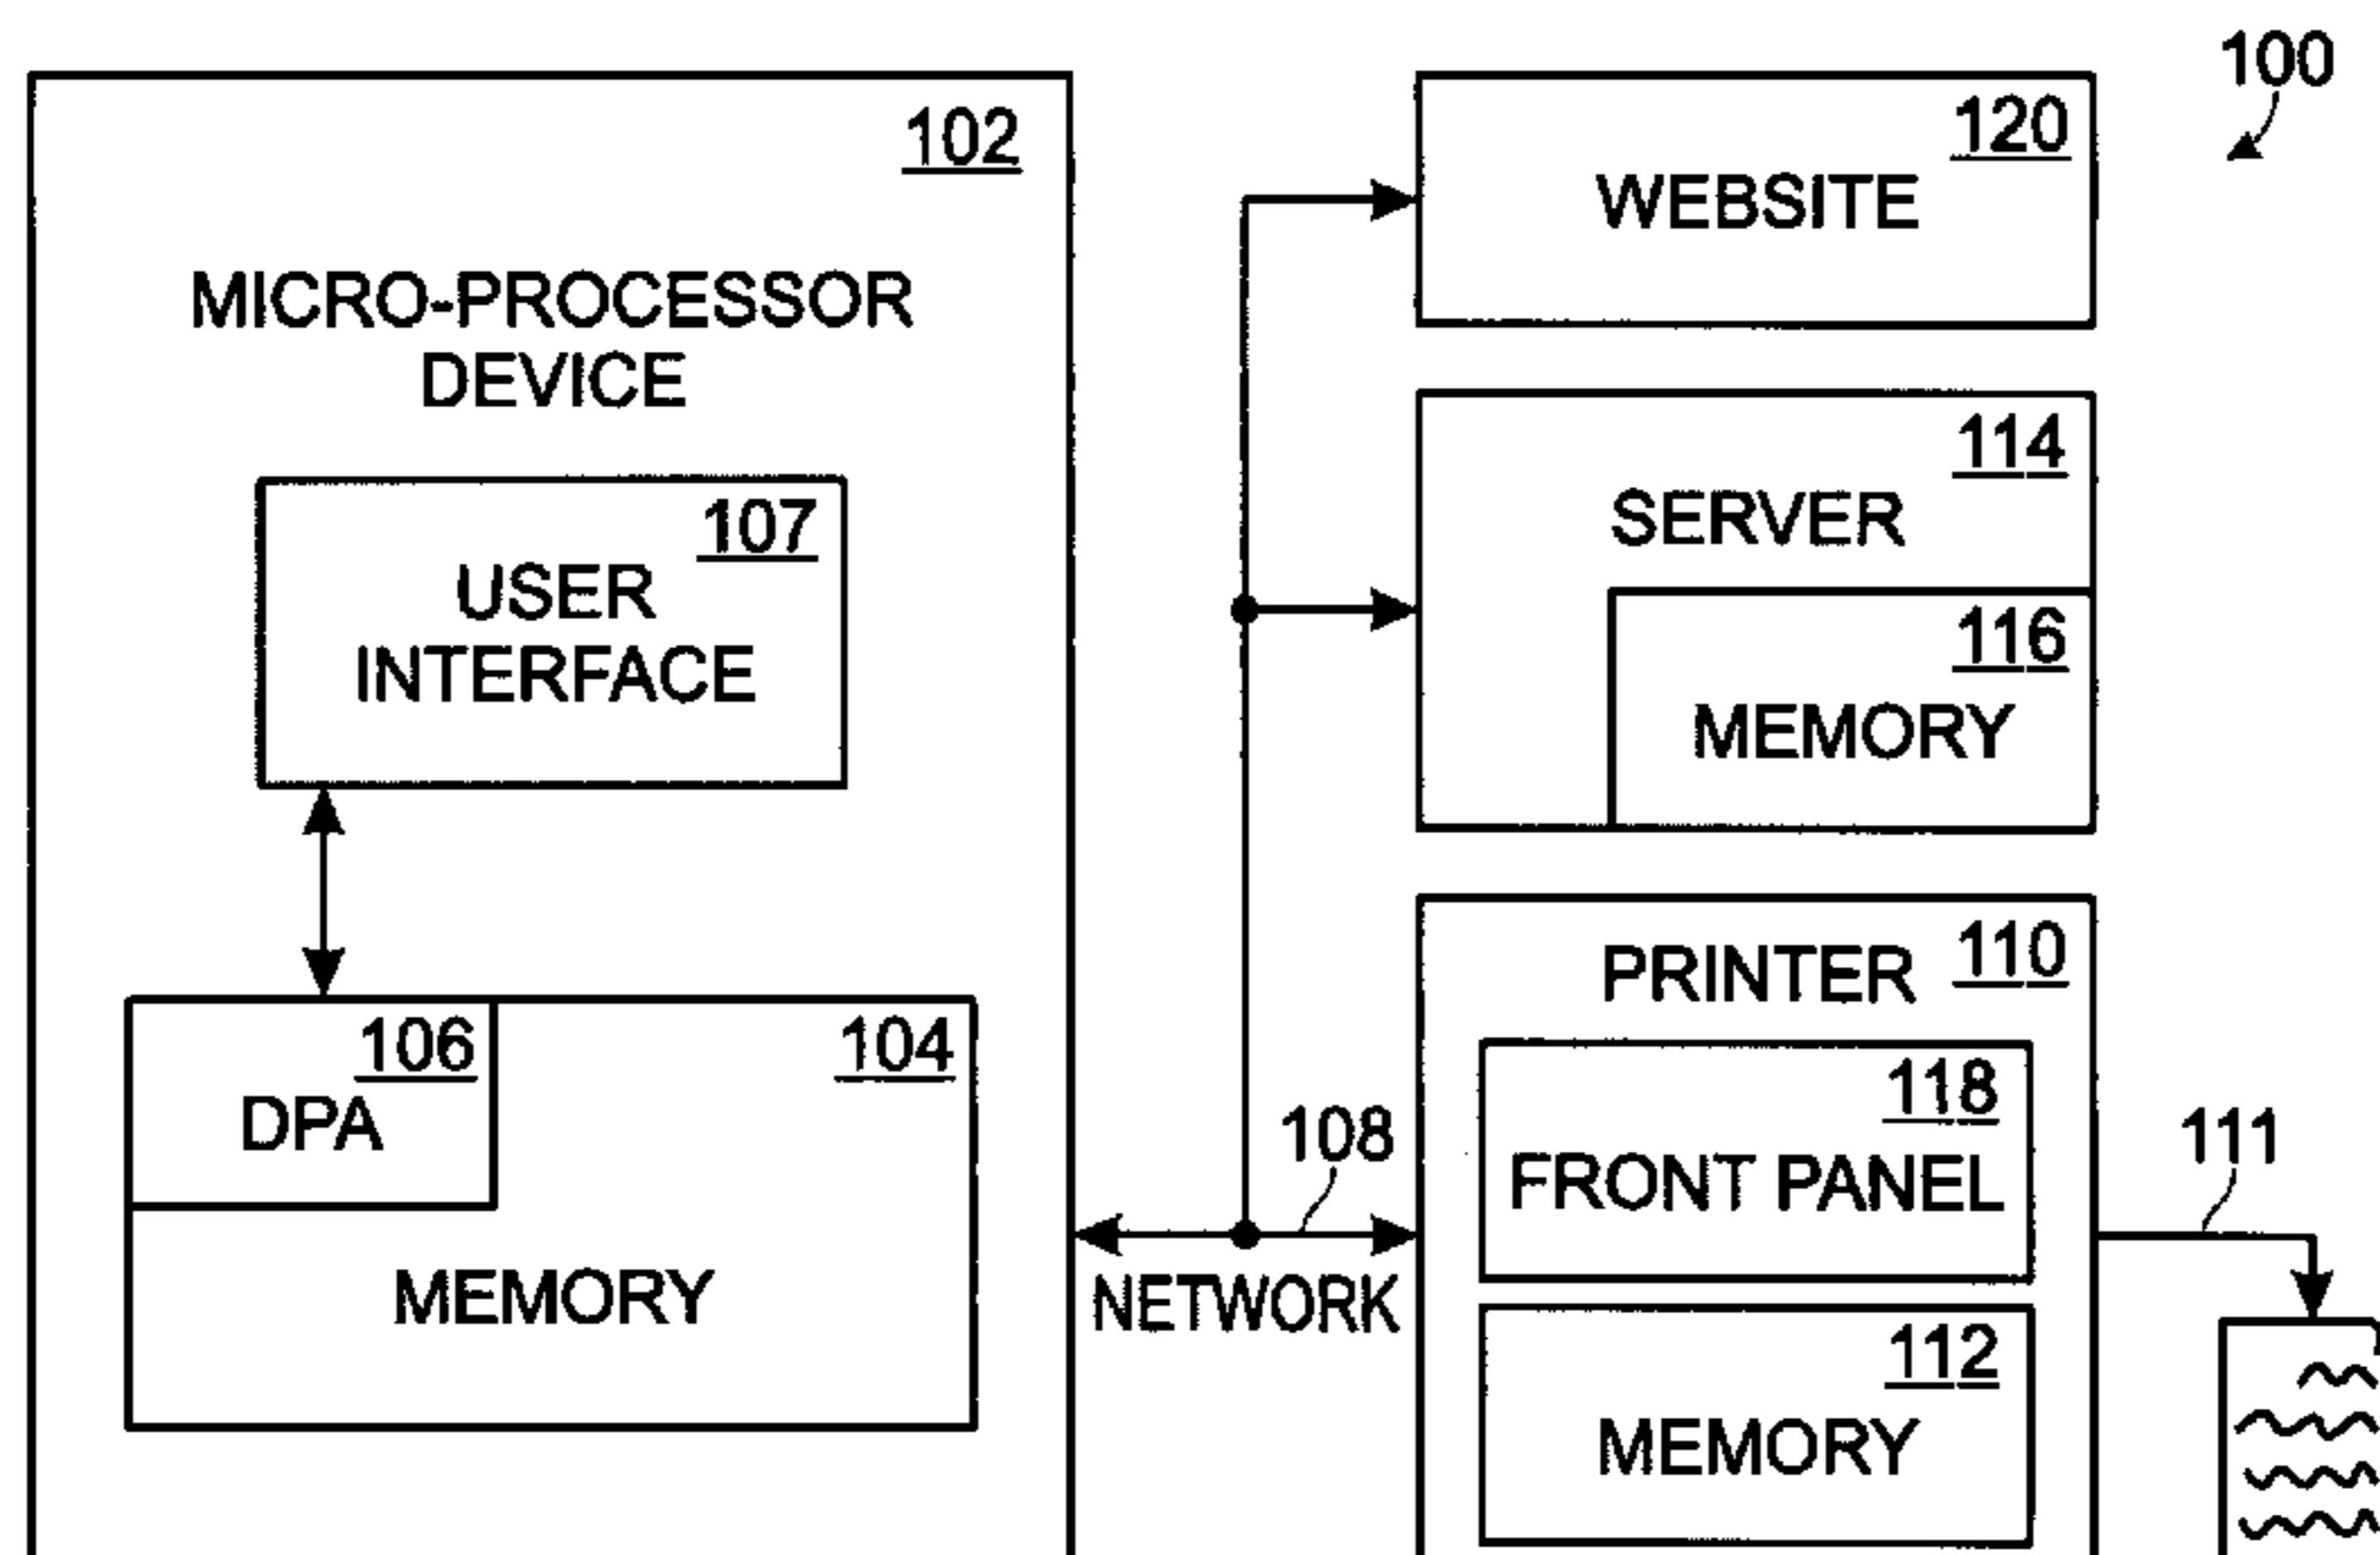 100
102
MICRO-PROCESSOR
DEVICE
107
USER
INTERFACE
106
DPA
104
MEMORY
108
NETWORK
120
WEBSITE
114
SERVER
116
MEMORY
110
PRINTER
118
FRONT PANEL
112
MEMORY
111